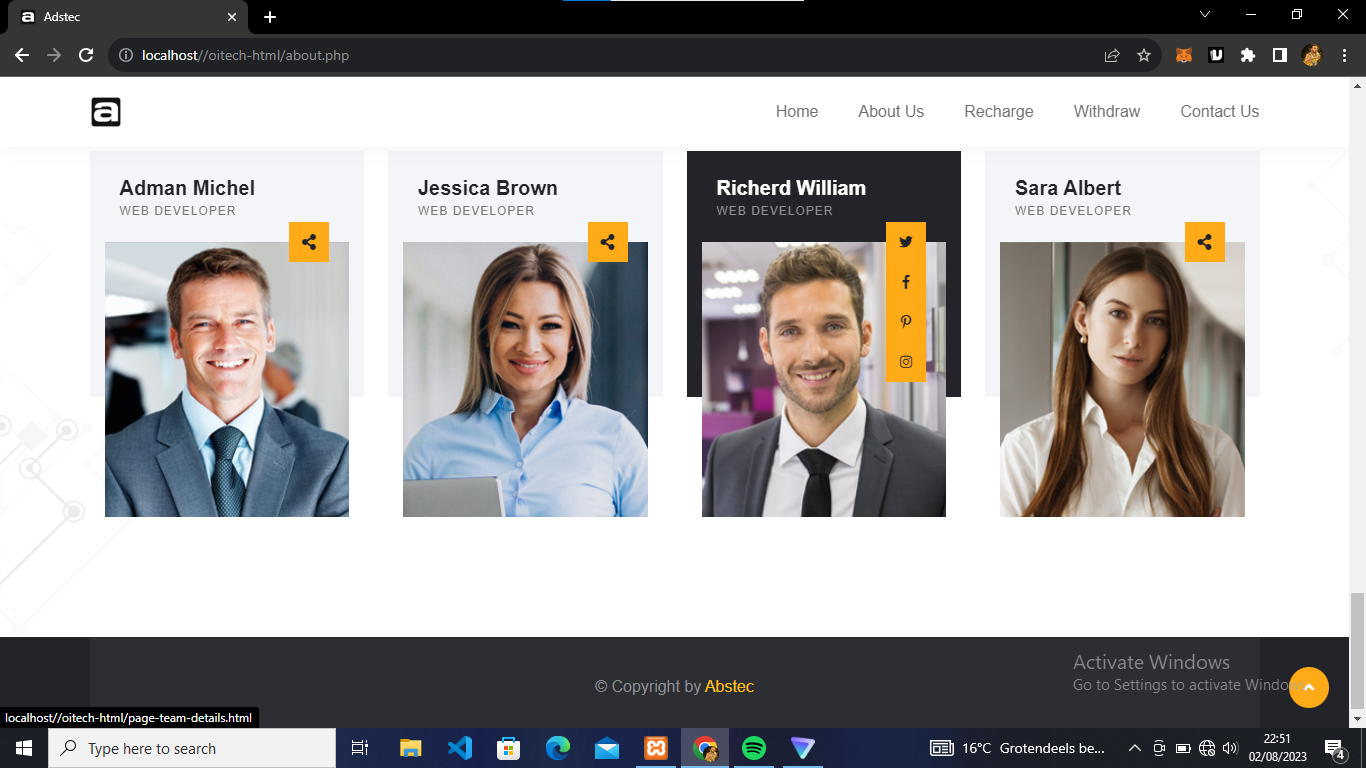 Adstec
localhost//oitech-html/about.php
a
Home About Us Recharge Withdraw Contact Us
Adman Michel
WEB DEVELOPER
Jessica Brown
WEB DEVELOPER
Richerd William
WEB DEVELOPER
Sara Albert
WEB DEVELOPER
© Copyright by Abstec
Activate Windows
Go to Settings to activate Windows.
localhost//oitech-html/page-team-details.html
Type here to search
16°C Grotendeels be...
22:51
02/08/2023
4